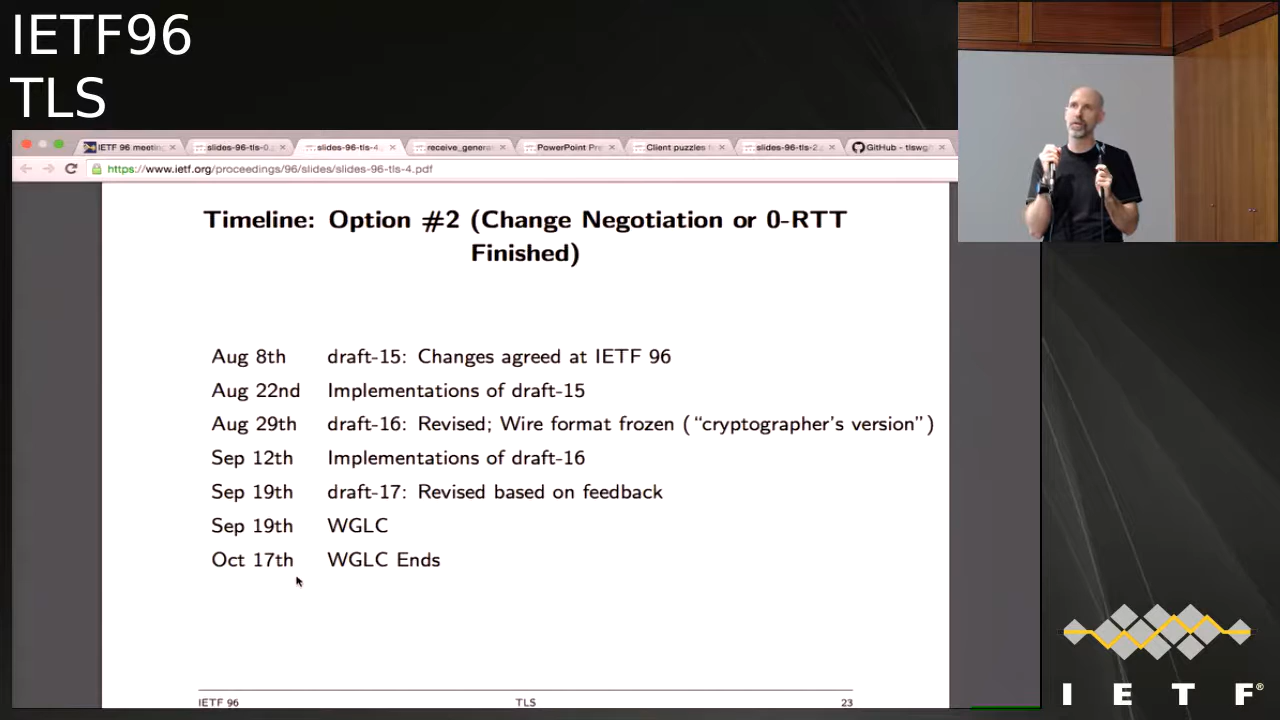 IETF96
TLS
IETF 96 meeting
slides-96-tls-0
slides-96-tls-4
receive_genera
PowerPoint Pre
Client puzzles fo
slides-96-tls-2
GitHub - tlswg
https://www.ietf.org/proceedings/96/slides/slides-96-tls-4.pdf
Timeline: Option #2 (Change Negotiation or 0-RTT
Finished)
Aug 8th draft-15: Changes agreed at IETF 96
Aug 22nd Implementations of draft-15
Aug 29th draft-16: Revised; Wire format frozen (“cryptographer’s version”)
Sep 12th Implementations of draft-16
Sep 19th draft-17: Revised based on feedback
Sep 19th WGLC
Oct 17th WGLC Ends
IETF 96 TLS 23
I E T F®